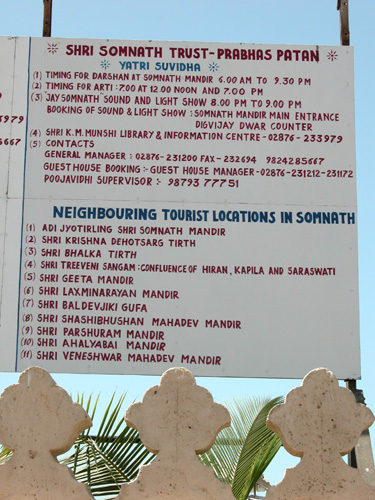 SHRI SOMNATH TRUST-PRABHAS PATAN
YATRI SUVIDHA
(1) TIMING FOR DARSHAN AT SOMNATH MANDIR 6.00 AM TO 9.30 PM
(2) TIMING FOR ARTI :7.00 AT 12.00 NOON AND 7.00 PM
(3) "JAY SOMNATH" SOUND AND LIGHT SHOW 8.00 PM TO 9.00 PM
BOOKING OF SOUND & LIGHT SHOW : SOMNATH MANDIR MAIN ENTRANCE
DIGVIJAY DWAR COUNTER
3979
(4) SHRI K.M. MUNSHI LIBRARY & INFORMATION CENTRE-02876-233979
5667
(5) CONTACTS
GENERAL MANAGER : 02876-231200 FAX-232694 9824285667
GUEST HOUSE BOOKING :- GUEST HOUSE MANAGER-02876-231212-231172
POOJAVIDHI SUPERVISOR :- 98793 77751
NEIGHBOURING TOURIST LOCATIONS IN SOMNATH
(1) ADI JYOTIRLING SHRI SOMNATH MANDIR
(2) SHRI KRISHNA DEHOTSARG TIRTH
(3) SHRI BHALKA TIRTH
(4) SHRI TREEVENI SANGAM :CONFLUENCE OF HIRAN, KAPILA AND SARASWATI
(5) SHRI GEETA MANDIR
(6) SHRI LAXMINARAYAN MANDIR
(7) SHRI BALDEVJIKI GUFA
(8) SHRI SHASHIBHUSHAN MAHADEV MANDIR
(9) SHRI PARSHURAM MANDIR
(10) SHRI AHALYABAI MANDIR
(11) SHRI VENESHWAR MAHADEV MANDIR